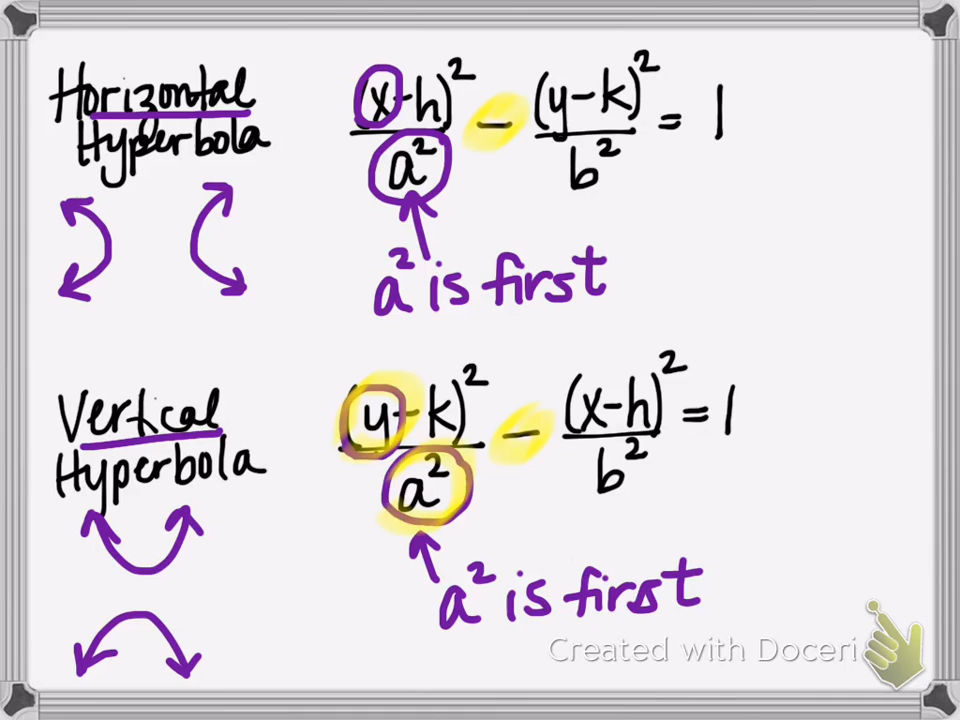 Horizontal
Hyperbola
(x-h)² / a² - (y-k)² / b² = 1
a² is first
Vertical
Hyperbola
(y-k)² / a² - (x-h)² / b² = 1
a² is first
Created with Doceri